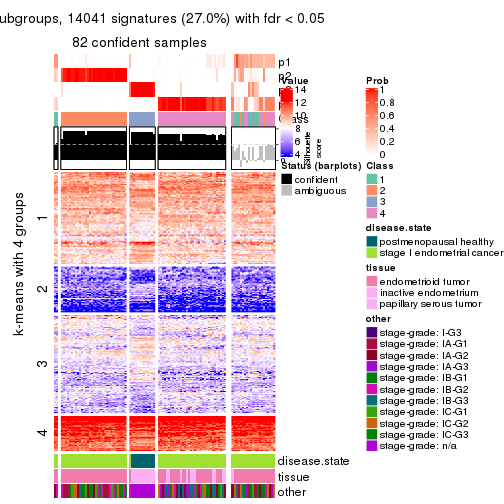 ubgroups, 14041 signatures (27.0%) with fdr < 0.05
82 confident samples
p1
p2
Value
14
12
10
8
6
4
Prob
1
0.8
0.6
0.4
0.2
0
silhouette
score
Status (barplots)
confident
ambiguous
Class
1
2
3
4
disease.state
postmenopausal healthy
stage I endometrial cancer
tissue
endometrioid tumor
inactive endometrium
papillary serous tumor
other
stage-grade: I-G3
stage-grade: IA-G1
stage-grade: IA-G2
stage-grade: IA-G3
stage-grade: IB-G1
stage-grade: IB-G2
stage-grade: IB-G3
stage-grade: IC-G1
stage-grade: IC-G2
stage-grade: IC-G3
stage-grade: n/a
k-means with 4 groups
1
2
3
4
disease.state
tissue
other